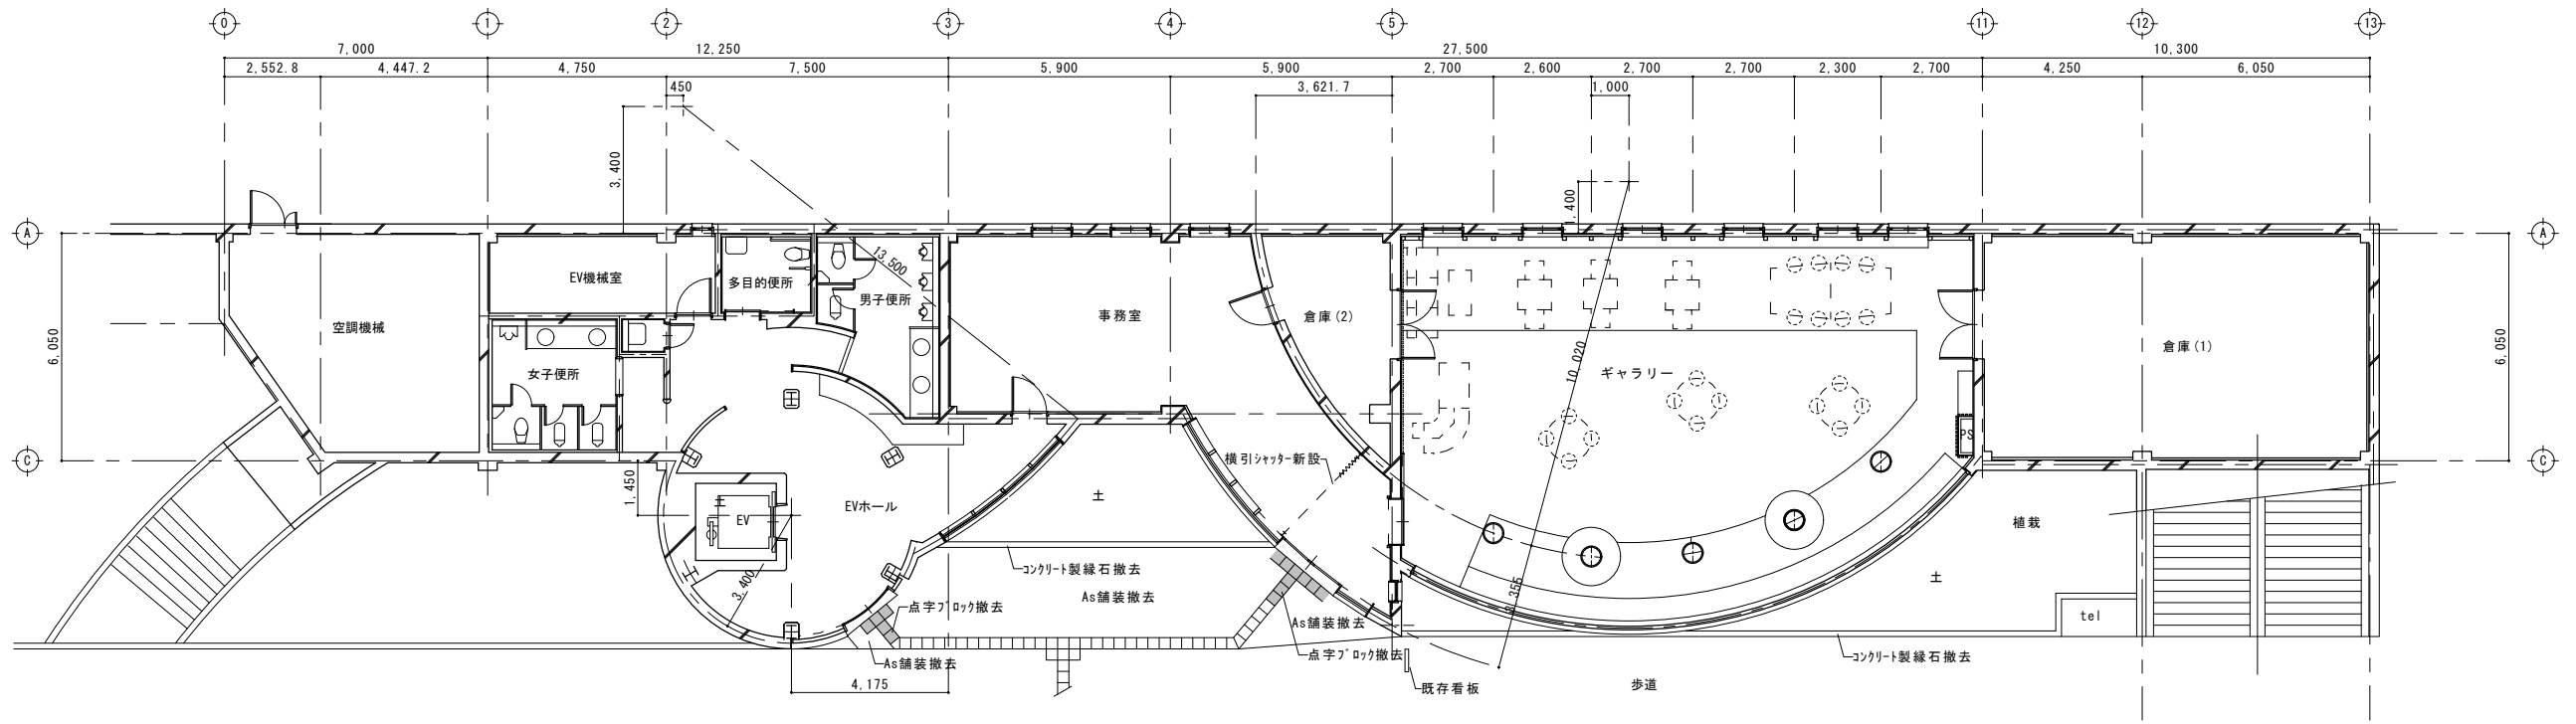 0 1 2 3 4 5 11 12 13
7,000 12,250 27,500 10,300
2,552.8 4,447.2 4,750 7,500 5,900 5,900 2,700 2,600 2,700 2,700 2,300 2,700 4,250 6,050
450 3,621.7 1,000
3,400
1,400
A A
EV機械室
多目的便所
男子便所
13,500
事務室
倉庫(2)
空調機械
6,050
10,020
ギャラリー
倉庫(1)
6,050
女子便所
PS
C C
1,450
横引シャッター新設
土
EV
EVホール
植栽
コンクリート製縁石撤去
3,400
点字ブロック撤去
As舗装撤去
As舗装撤去
土
tel
As舗装撤去
点字ブロック撤去
コンクリート製縁石撤去
4,175
既存看板
歩道